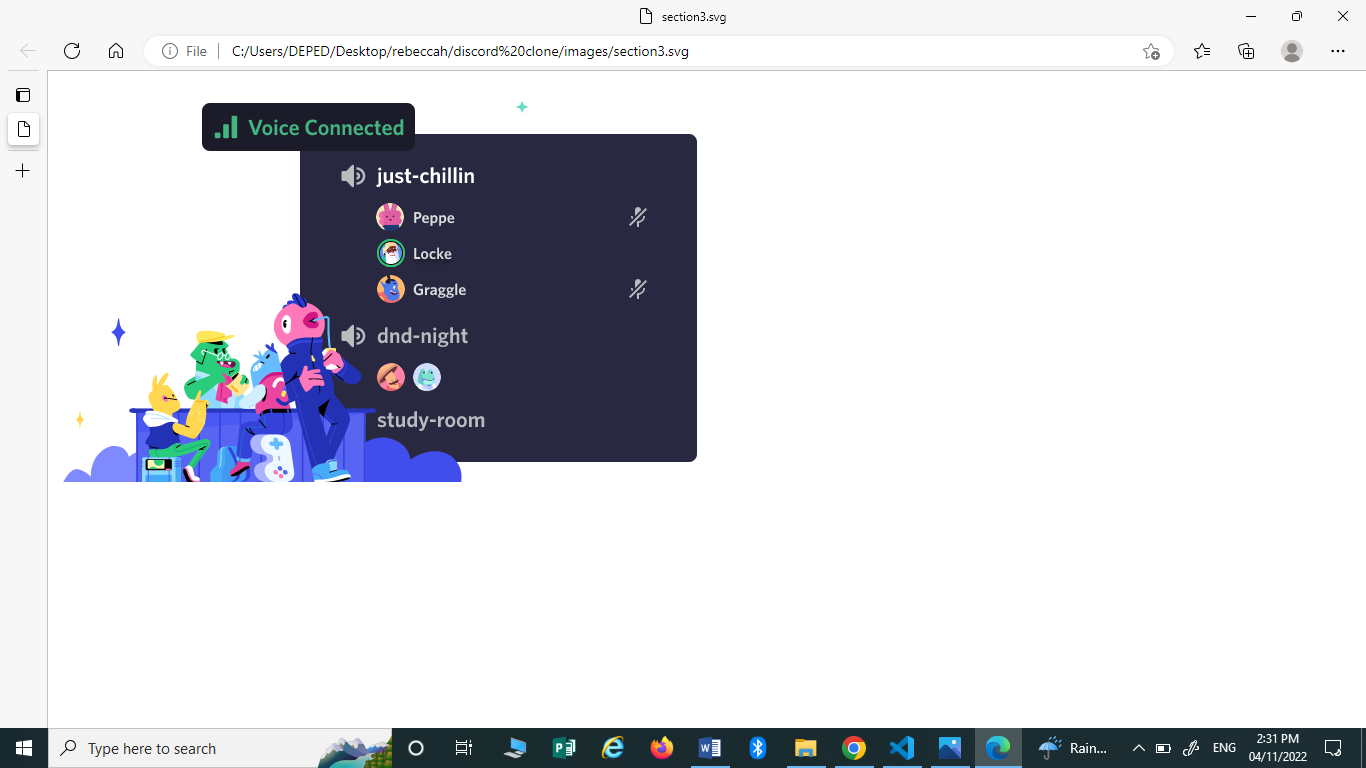 section3.svg
File
C:/Users/DEPED/Desktop/rebeccah/discord%20clone/images/section3.svg
Voice Connected
just-chillin
Peppe
Locke
Graggle
dnd-night
study-room
Type here to search
Rain...
ENG
2:31 PM
04/11/2022